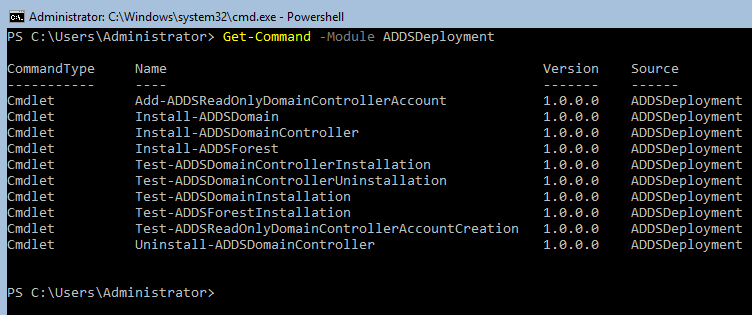 Administrator: C:\Windows\system32\cmd.exe - Powershell
PS C:\Users\Administrator> Get-Command -Module ADDSDeployment
CommandType Name Version Source
----------- ---- ------- ------
Cmdlet Add-ADDSReadOnlyDomainControllerAccount 1.0.0.0 ADDSDeployment
Cmdlet Install-ADDSDomain 1.0.0.0 ADDSDeployment
Cmdlet Install-ADDSDomainController 1.0.0.0 ADDSDeployment
Cmdlet Install-ADDSForest 1.0.0.0 ADDSDeployment
Cmdlet Test-ADDSDomainControllerInstallation 1.0.0.0 ADDSDeployment
Cmdlet Test-ADDSDomainControllerUninstallation 1.0.0.0 ADDSDeployment
Cmdlet Test-ADDSDomainInstallation 1.0.0.0 ADDSDeployment
Cmdlet Test-ADDSForestInstallation 1.0.0.0 ADDSDeployment
Cmdlet Test-ADDSReadOnlyDomainControllerAccountCreation 1.0.0.0 ADDSDeployment
Cmdlet Uninstall-ADDSDomainController 1.0.0.0 ADDSDeployment
PS C:\Users\Administrator>